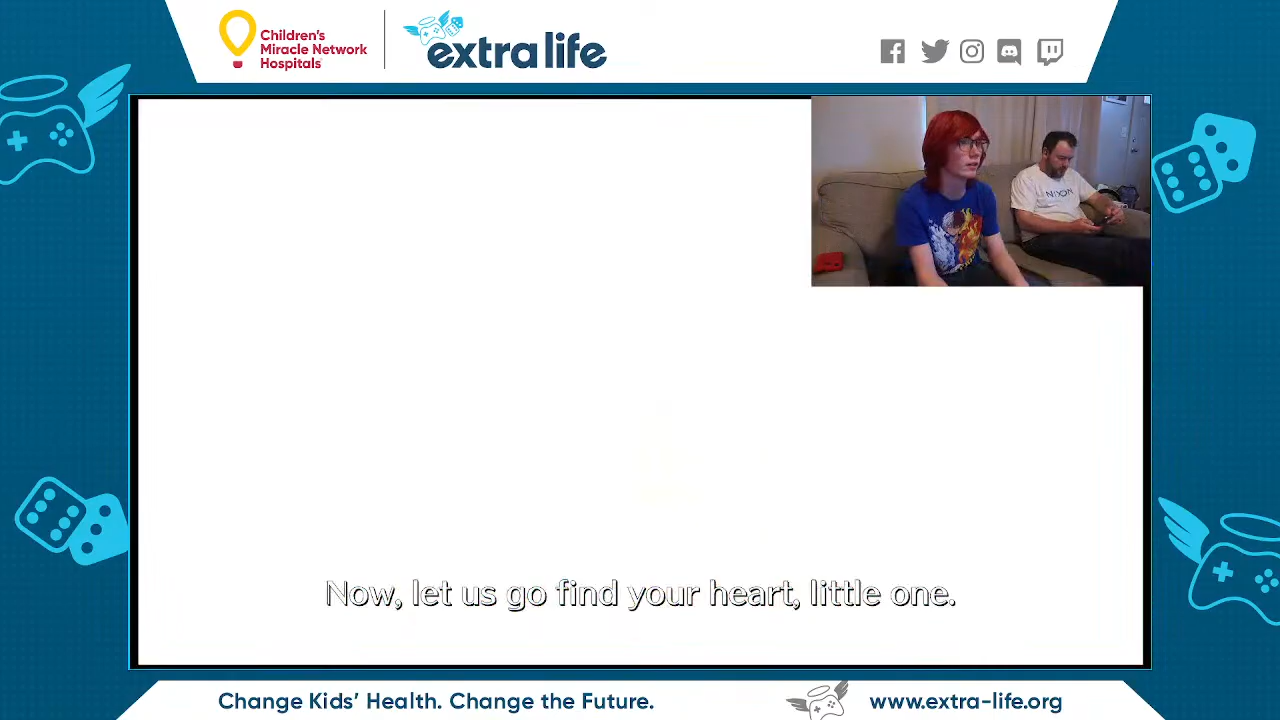 Children's
Miracle Network
Hospitals
extra life
NIXON
Now, let us go find your heart, little one.
Change Kids' Health. Change the Future.
www.extra-life.org